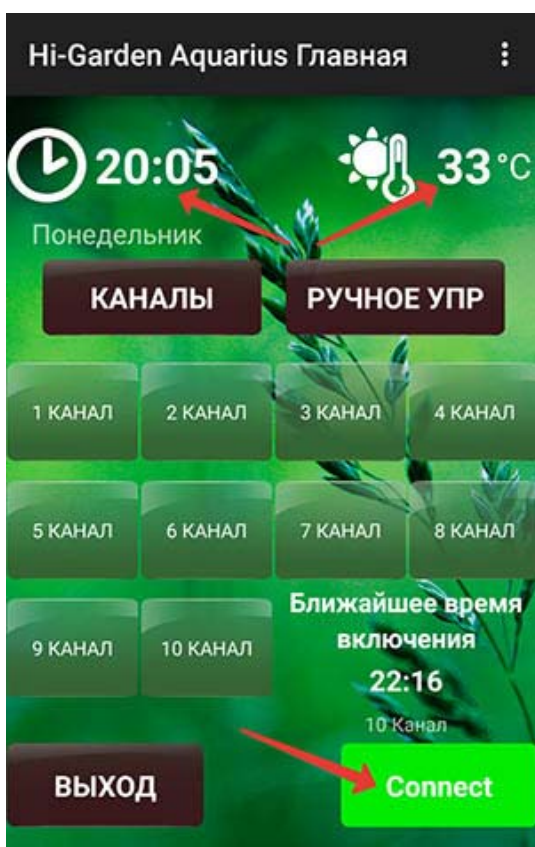 Hi-Garden Aquarius Главная
20:05
33°C
Понедельник
КАНАЛЫ
РУЧНОЕ УПР
1 КАНАЛ
2 КАНАЛ
3 КАНАЛ
4 КАНАЛ
5 КАНАЛ
6 КАНАЛ
7 КАНАЛ
8 КАНАЛ
9 КАНАЛ
10 КАНАЛ
Ближайшее время
включения
22:16
10 Канал
ВЫХОД
Connect